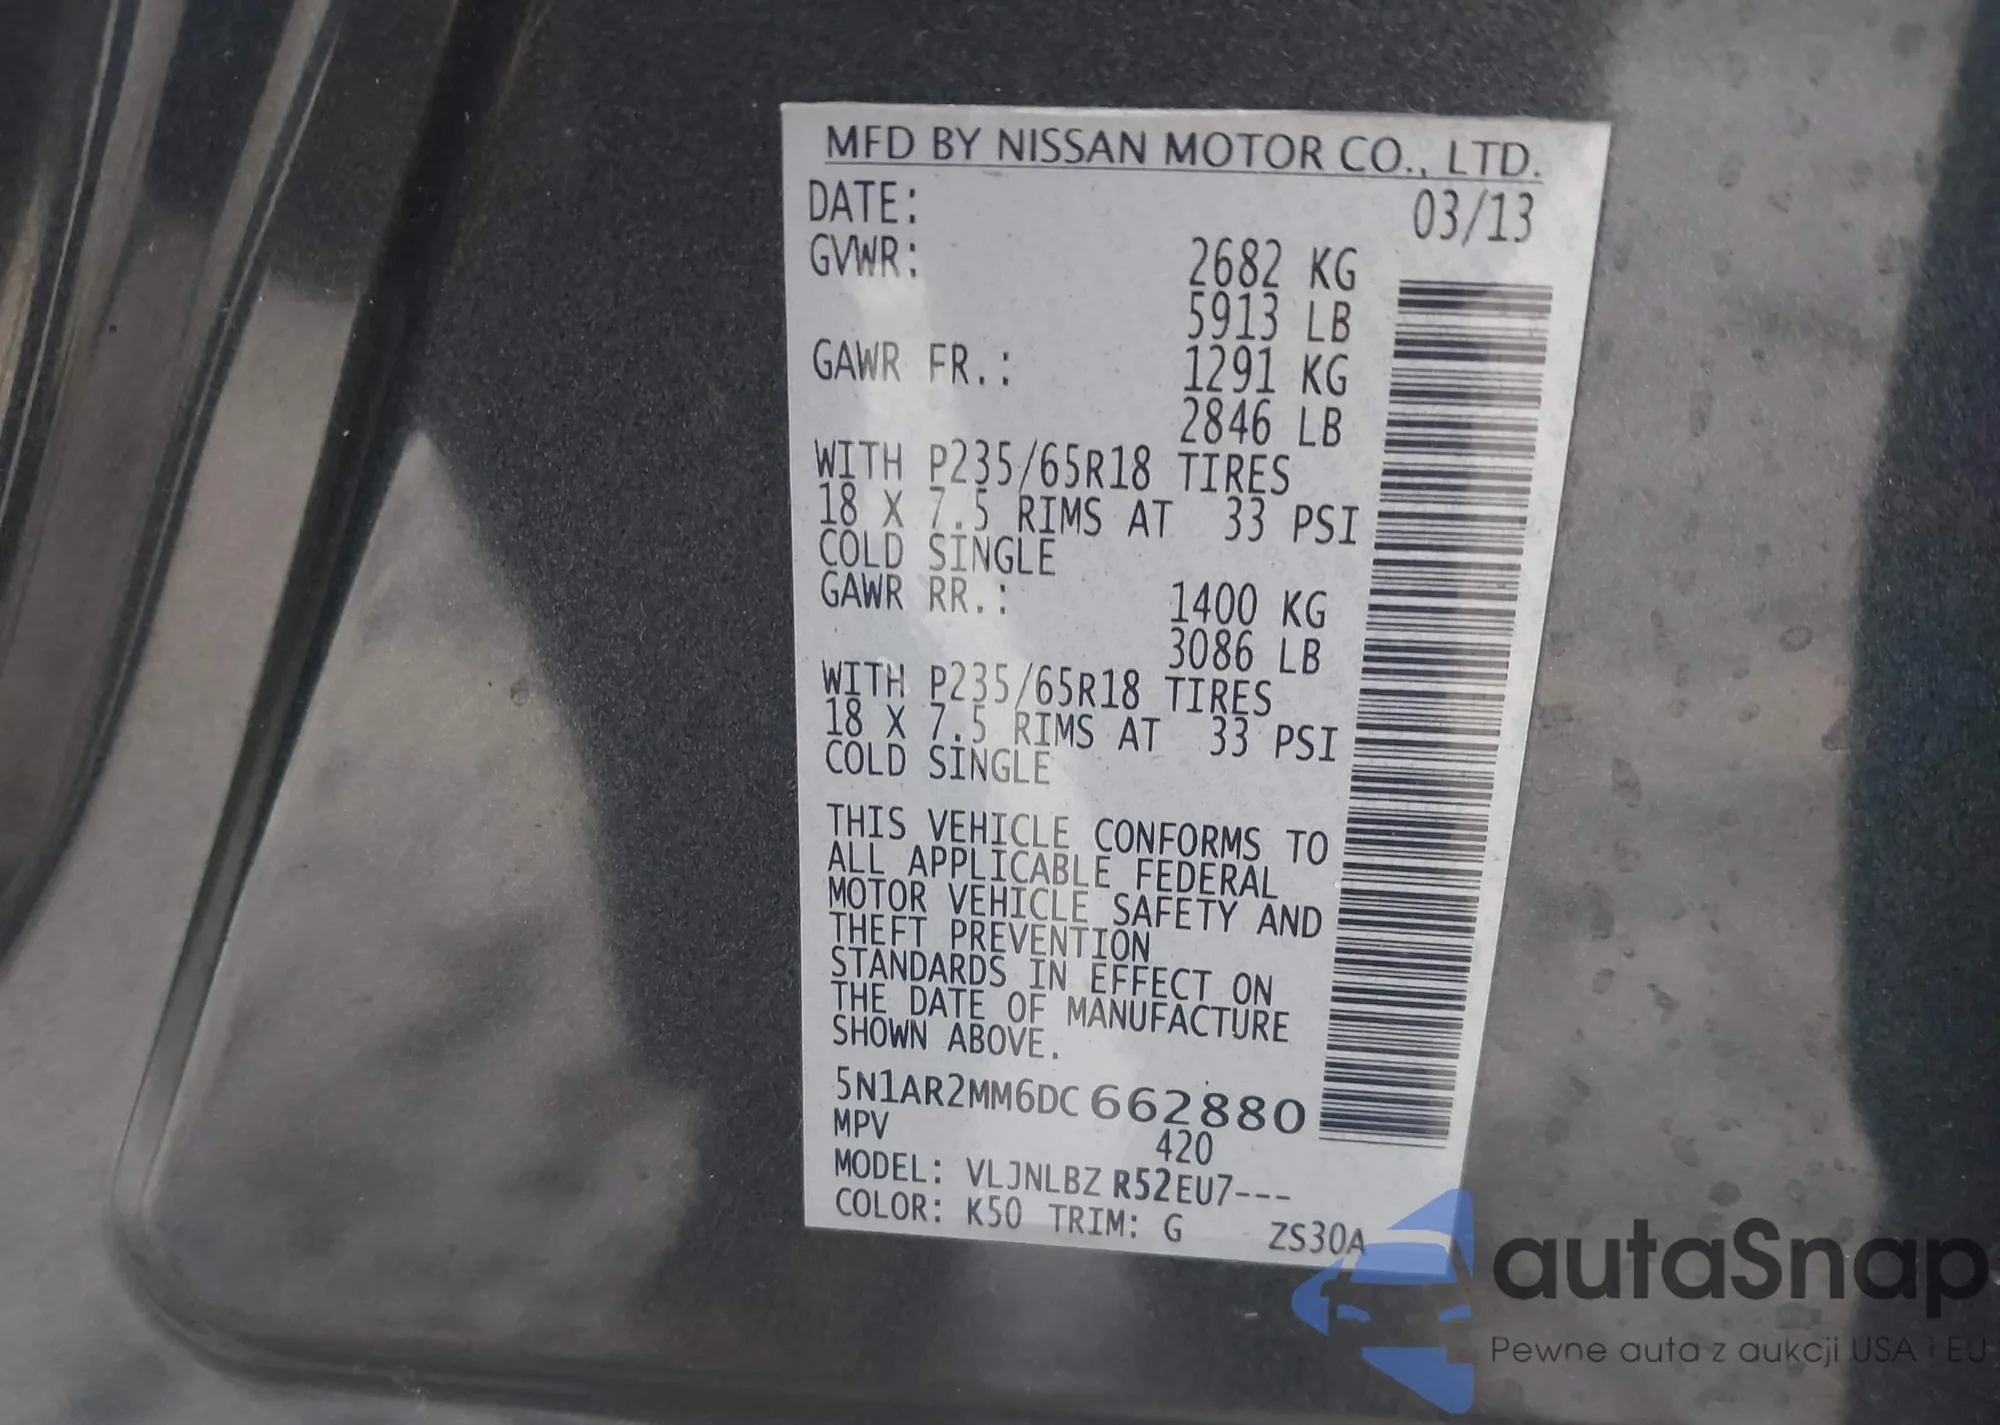 MFD BY NISSAN MOTOR CO., LTD.
DATE: 03/13
GVWR: 2682 KG
5913 LB
GAWR FR.: 1291 KG
2846 LB
WITH P235/65R18 TIRES
18 X 7.5 RIMS AT 33 PSI
COLD SINGLE
GAWR RR.: 1400 KG
3086 LB
WITH P235/65R18 TIRES
18 X 7.5 RIMS AT 33 PSI
COLD SINGLE
THIS VEHICLE CONFORMS TO
ALL APPLICABLE FEDERAL
MOTOR VEHICLE SAFETY AND
THEFT PREVENTION
STANDARDS IN EFFECT ON
THE DATE OF MANUFACTURE
SHOWN ABOVE.
5N1AR2MM6DC 662880
MPV 420
MODEL: VLJNLBZ R52EU7---
COLOR: K50 TRIM: G ZS30A
autaSnap
Pewne auta z aukcji USA i EU